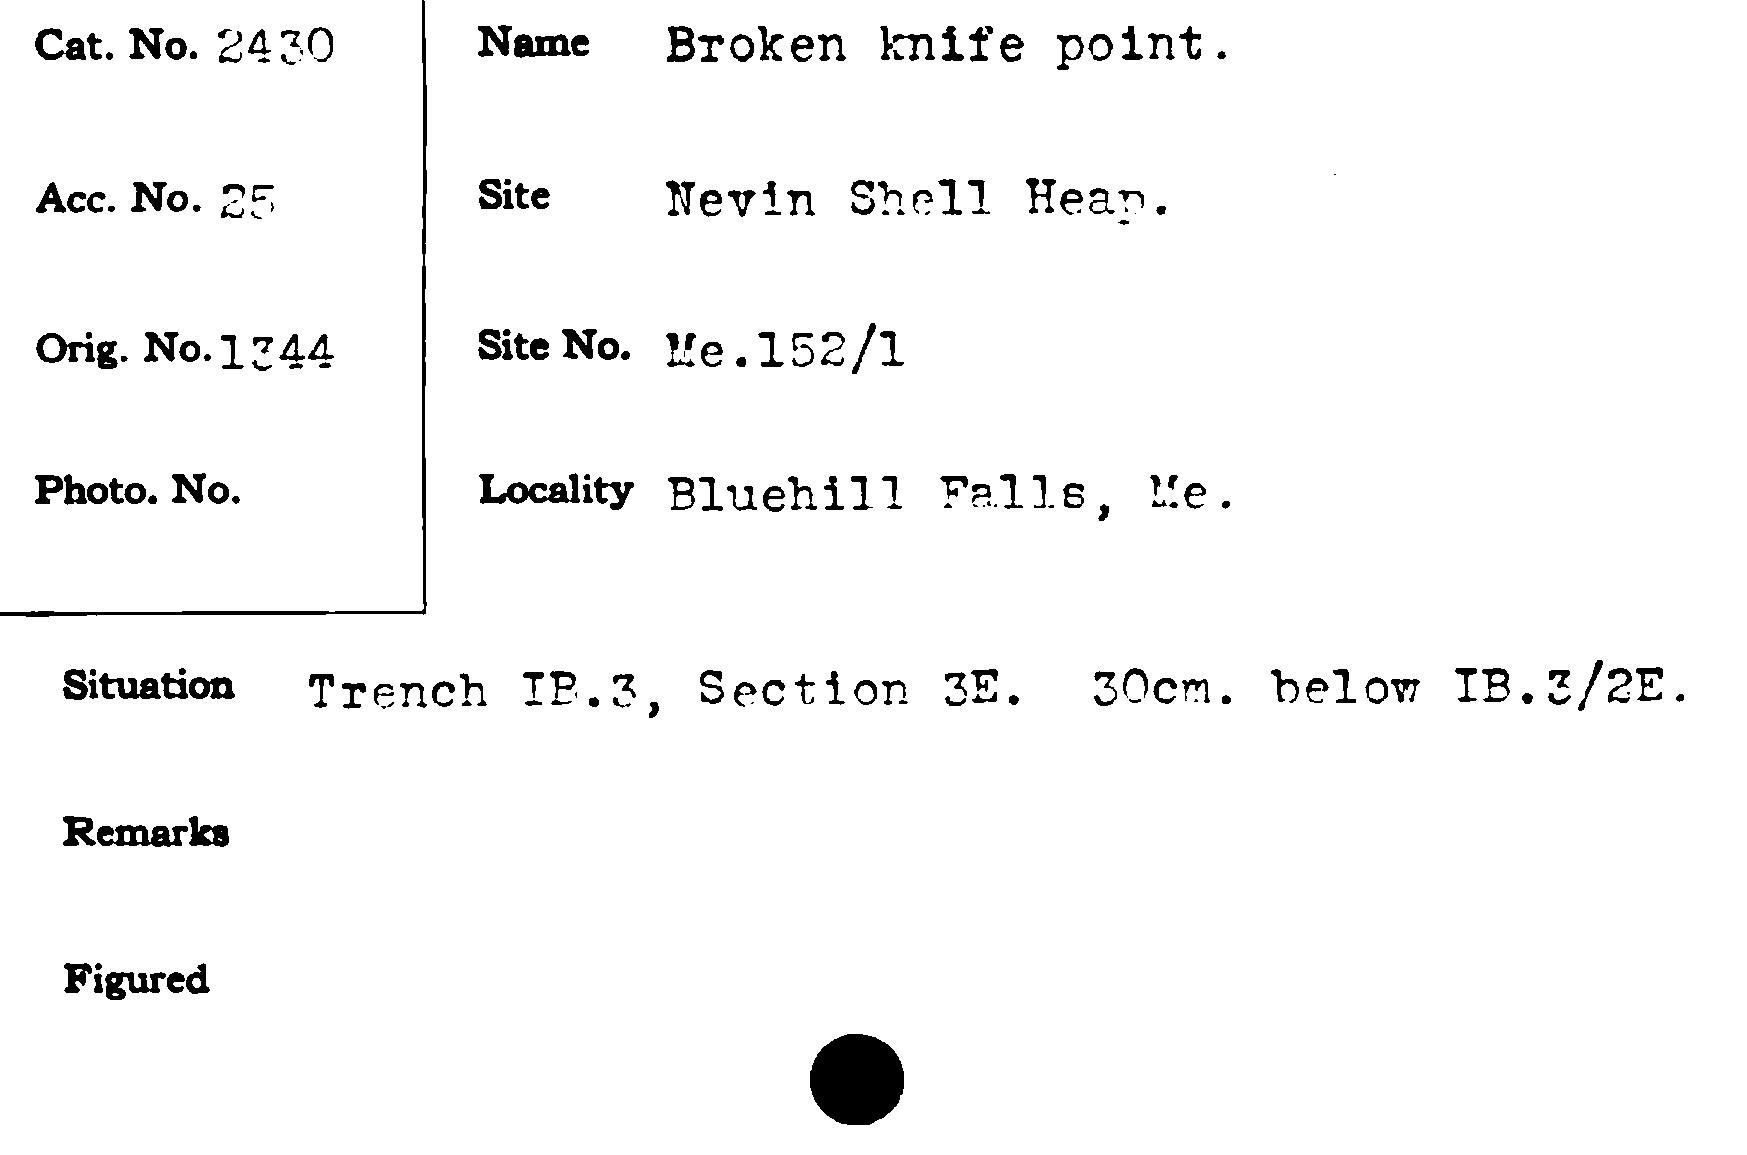 Cat. No. 2430
Name Broken knife point.
Acc. No. 25
Site Nevin Shell Heap.
Orig. No. 1344
Site No. Me.152/1
Photo. No.
Locality Bluehill Falls, Me.
Situation Trench IB.3, Section 3E. 30cm. below IB.3/2E.
Remarks
Figured